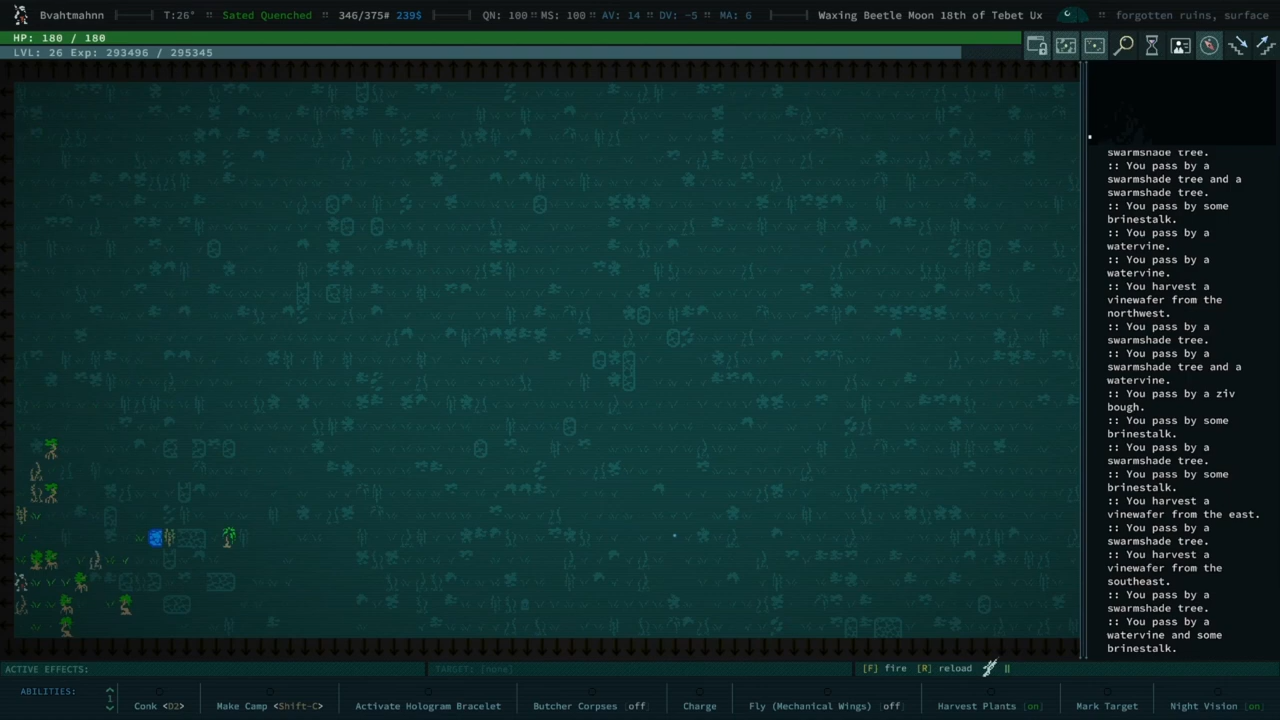 Bvahtmahn T:26° :: Sated Quenched :: 346/375# 239$ QN: 100 :: MS: 100 :: AV: 14 :: DV: -5 :: MA: 6 Waxing Beetle Moon 18th of Tebet Ux :: forgotten ruins, surface
HP: 180 / 180
LVL: 26 Exp: 293496 / 295345
swarmshade tree.
:: You pass by a
swarmshade tree and a
swarmshade tree.
:: You pass by some
brinestalk.
:: You pass by a
watervine.
:: You pass by a
watervine.
:: You harvest a
vinewafer from the
northwest.
:: You pass by a
swarmshade tree.
:: You pass by a
swarmshade tree and a
watervine.
:: You pass by a ziv
bough.
:: You pass by some
brinestalk.
:: You pass by a
swarmshade tree.
:: You pass by some
brinestalk.
:: You harvest a
vinewafer from the east.
:: You pass by a
swarmshade tree.
:: You harvest a
vinewafer from the
southeast.
:: You pass by a
swarmshade tree.
:: You pass by a
watervine and some
brinestalk.
ACTIVE EFFECTS: TARGET: [none] [F] fire [R] reload
ABILITIES: 1 Conk <D2> Make Camp <Shift-C> Activate Hologram Bracelet Butcher Corpses [off] Charge Fly (Mechanical Wings) [off] Harvest Plants [on] Mark Target Night Vision [on]